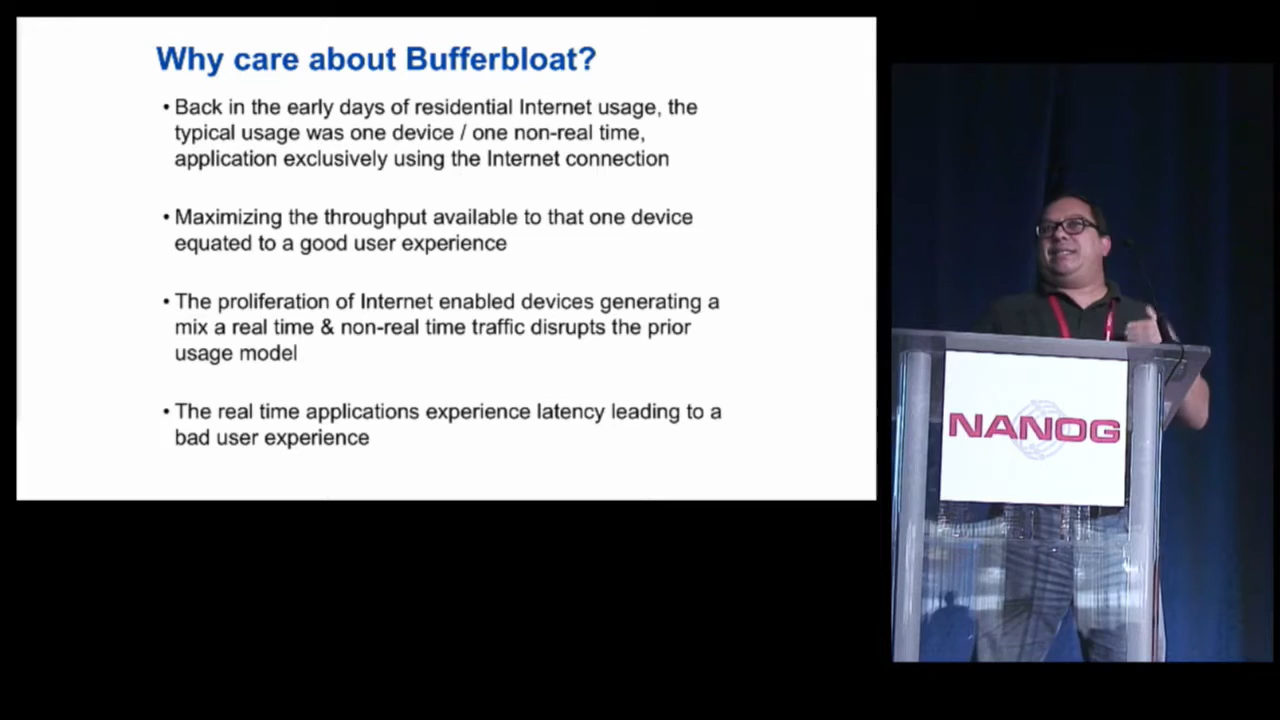 Why care about Bufferbloat?
• Back in the early days of residential Internet usage, the
typical usage was one device / one non-real time,
application exclusively using the Internet connection
• Maximizing the throughput available to that one device
equated to a good user experience
• The proliferation of Internet enabled devices generating a
mix a real time & non-real time traffic disrupts the prior
usage model
• The real time applications experience latency leading to a
bad user experience
NANOG